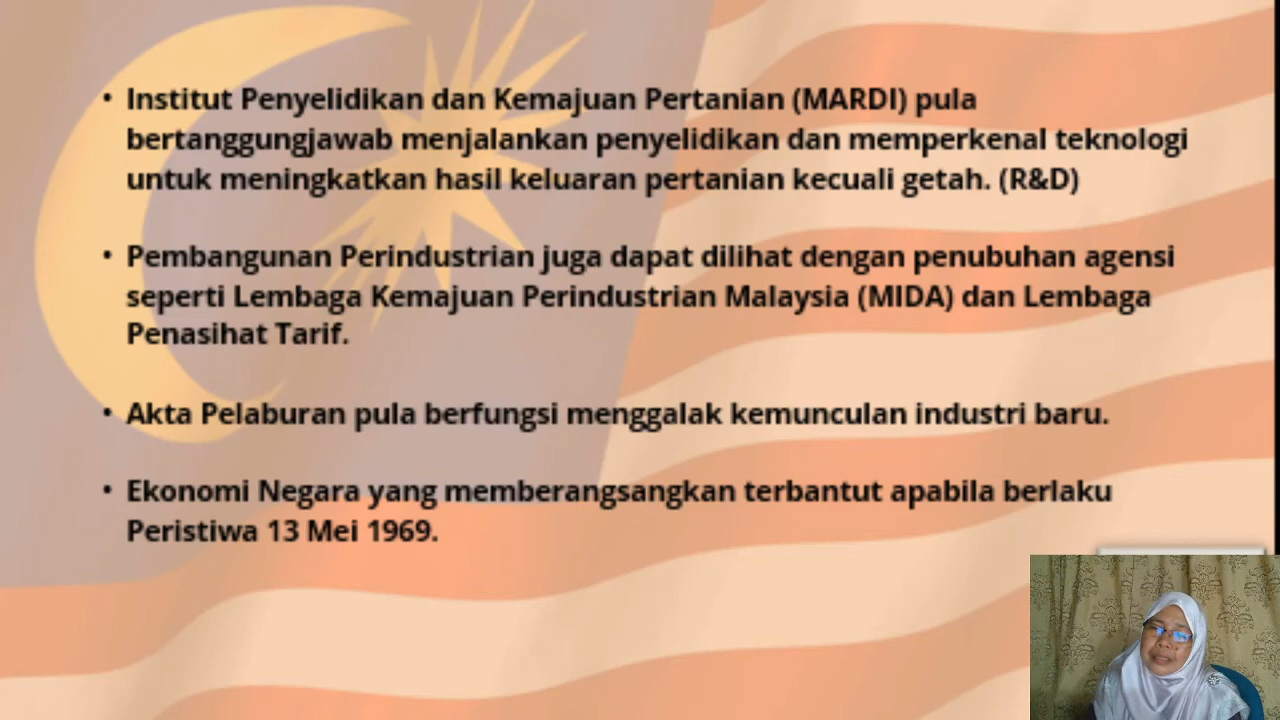 • Institut Penyelidikan dan Kemajuan Pertanian (MARDI) pula
bertanggungjawab menjalankan penyelidikan dan memperkenal teknologi
untuk meningkatkan hasil keluaran pertanian kecuali getah. (R&D)
• Pembangunan Perindustrian juga dapat dilihat dengan penubuhan agensi
seperti Lembaga Kemajuan Perindustrian Malaysia (MIDA) dan Lembaga
Penasihat Tarif.
• Akta Pelaburan pula berfungsi menggalak kemunculan industri baru.
• Ekonomi Negara yang memberangsangkan terbantut apabila berlaku
Peristiwa 13 Mei 1969.